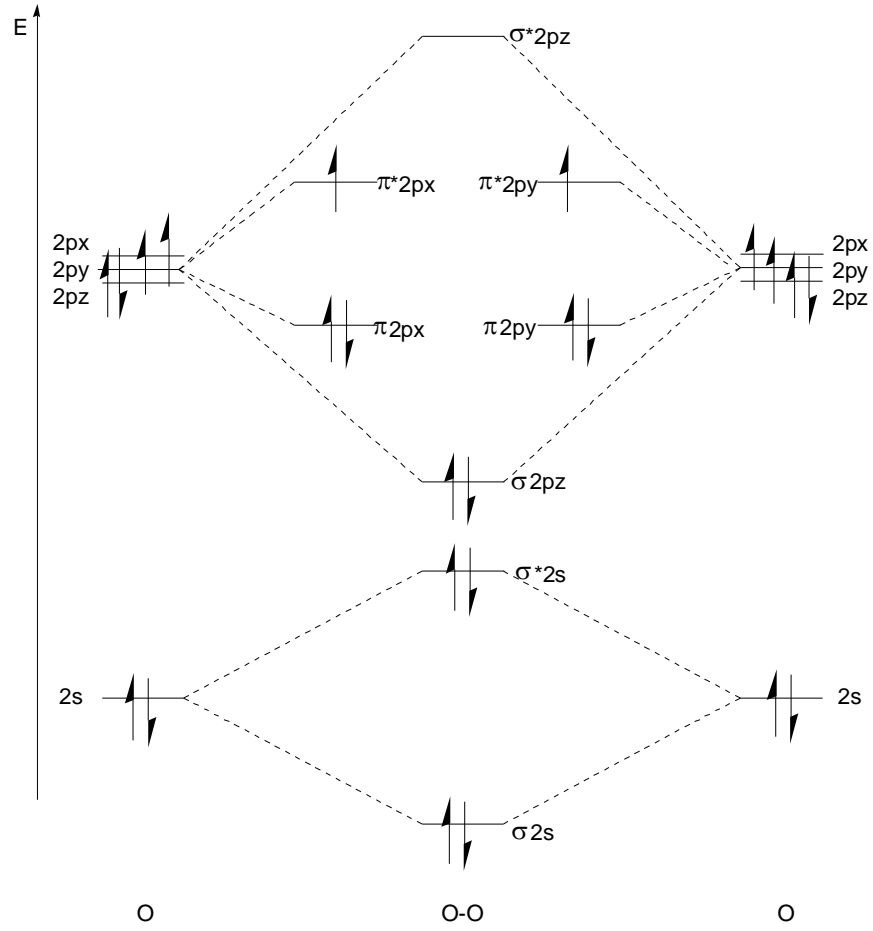 E
σ*2pz
π*2px π*2py
2px 2px
2py 2py
2pz 2pz
π2px π2py
σ2pz
σ*2s
2s 2s
σ2s
O O-O O